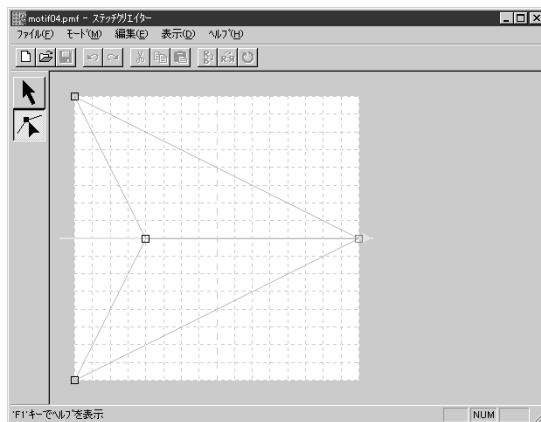 motif04.pmf - ステッチクリエイター
ファイル(F) モード(M) 編集(E) 表示(D) ヘルプ(H)
'F1'キーでヘルプを表示
NUM